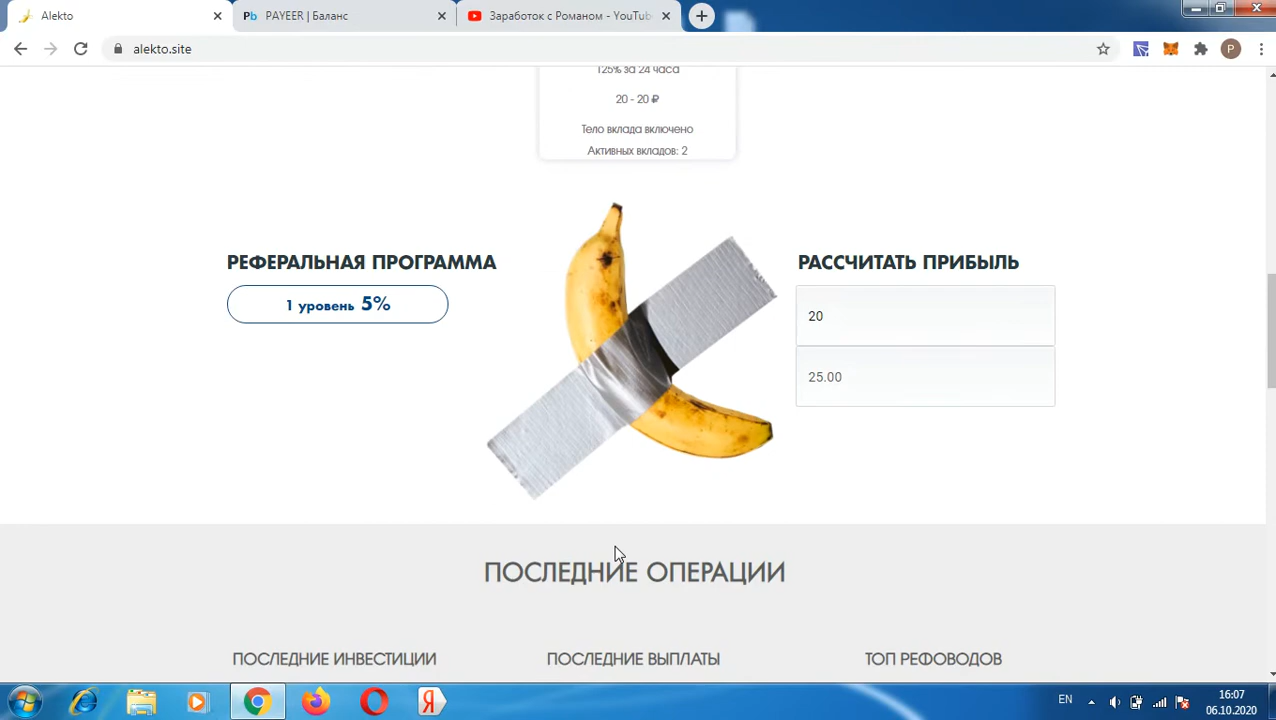 Alekto
PAYEER | Баланс
Заработок с Романом - YouTube
alekto.site
P
125% за 24 часа
20 - 20 ₽
Тело вклада включено
Активных вкладов: 2
РЕФЕРАЛЬНАЯ ПРОГРАММА
1 уровень 5%
РАССЧИТАТЬ ПРИБЫЛЬ
20
25.00
ПОСЛЕДНИЕ ОПЕРАЦИИ
ПОСЛЕДНИЕ ИНВЕСТИЦИИ
ПОСЛЕДНИЕ ВЫПЛАТЫ
ТОП РЕФОВОДОВ
EN
16:07
06.10.2020